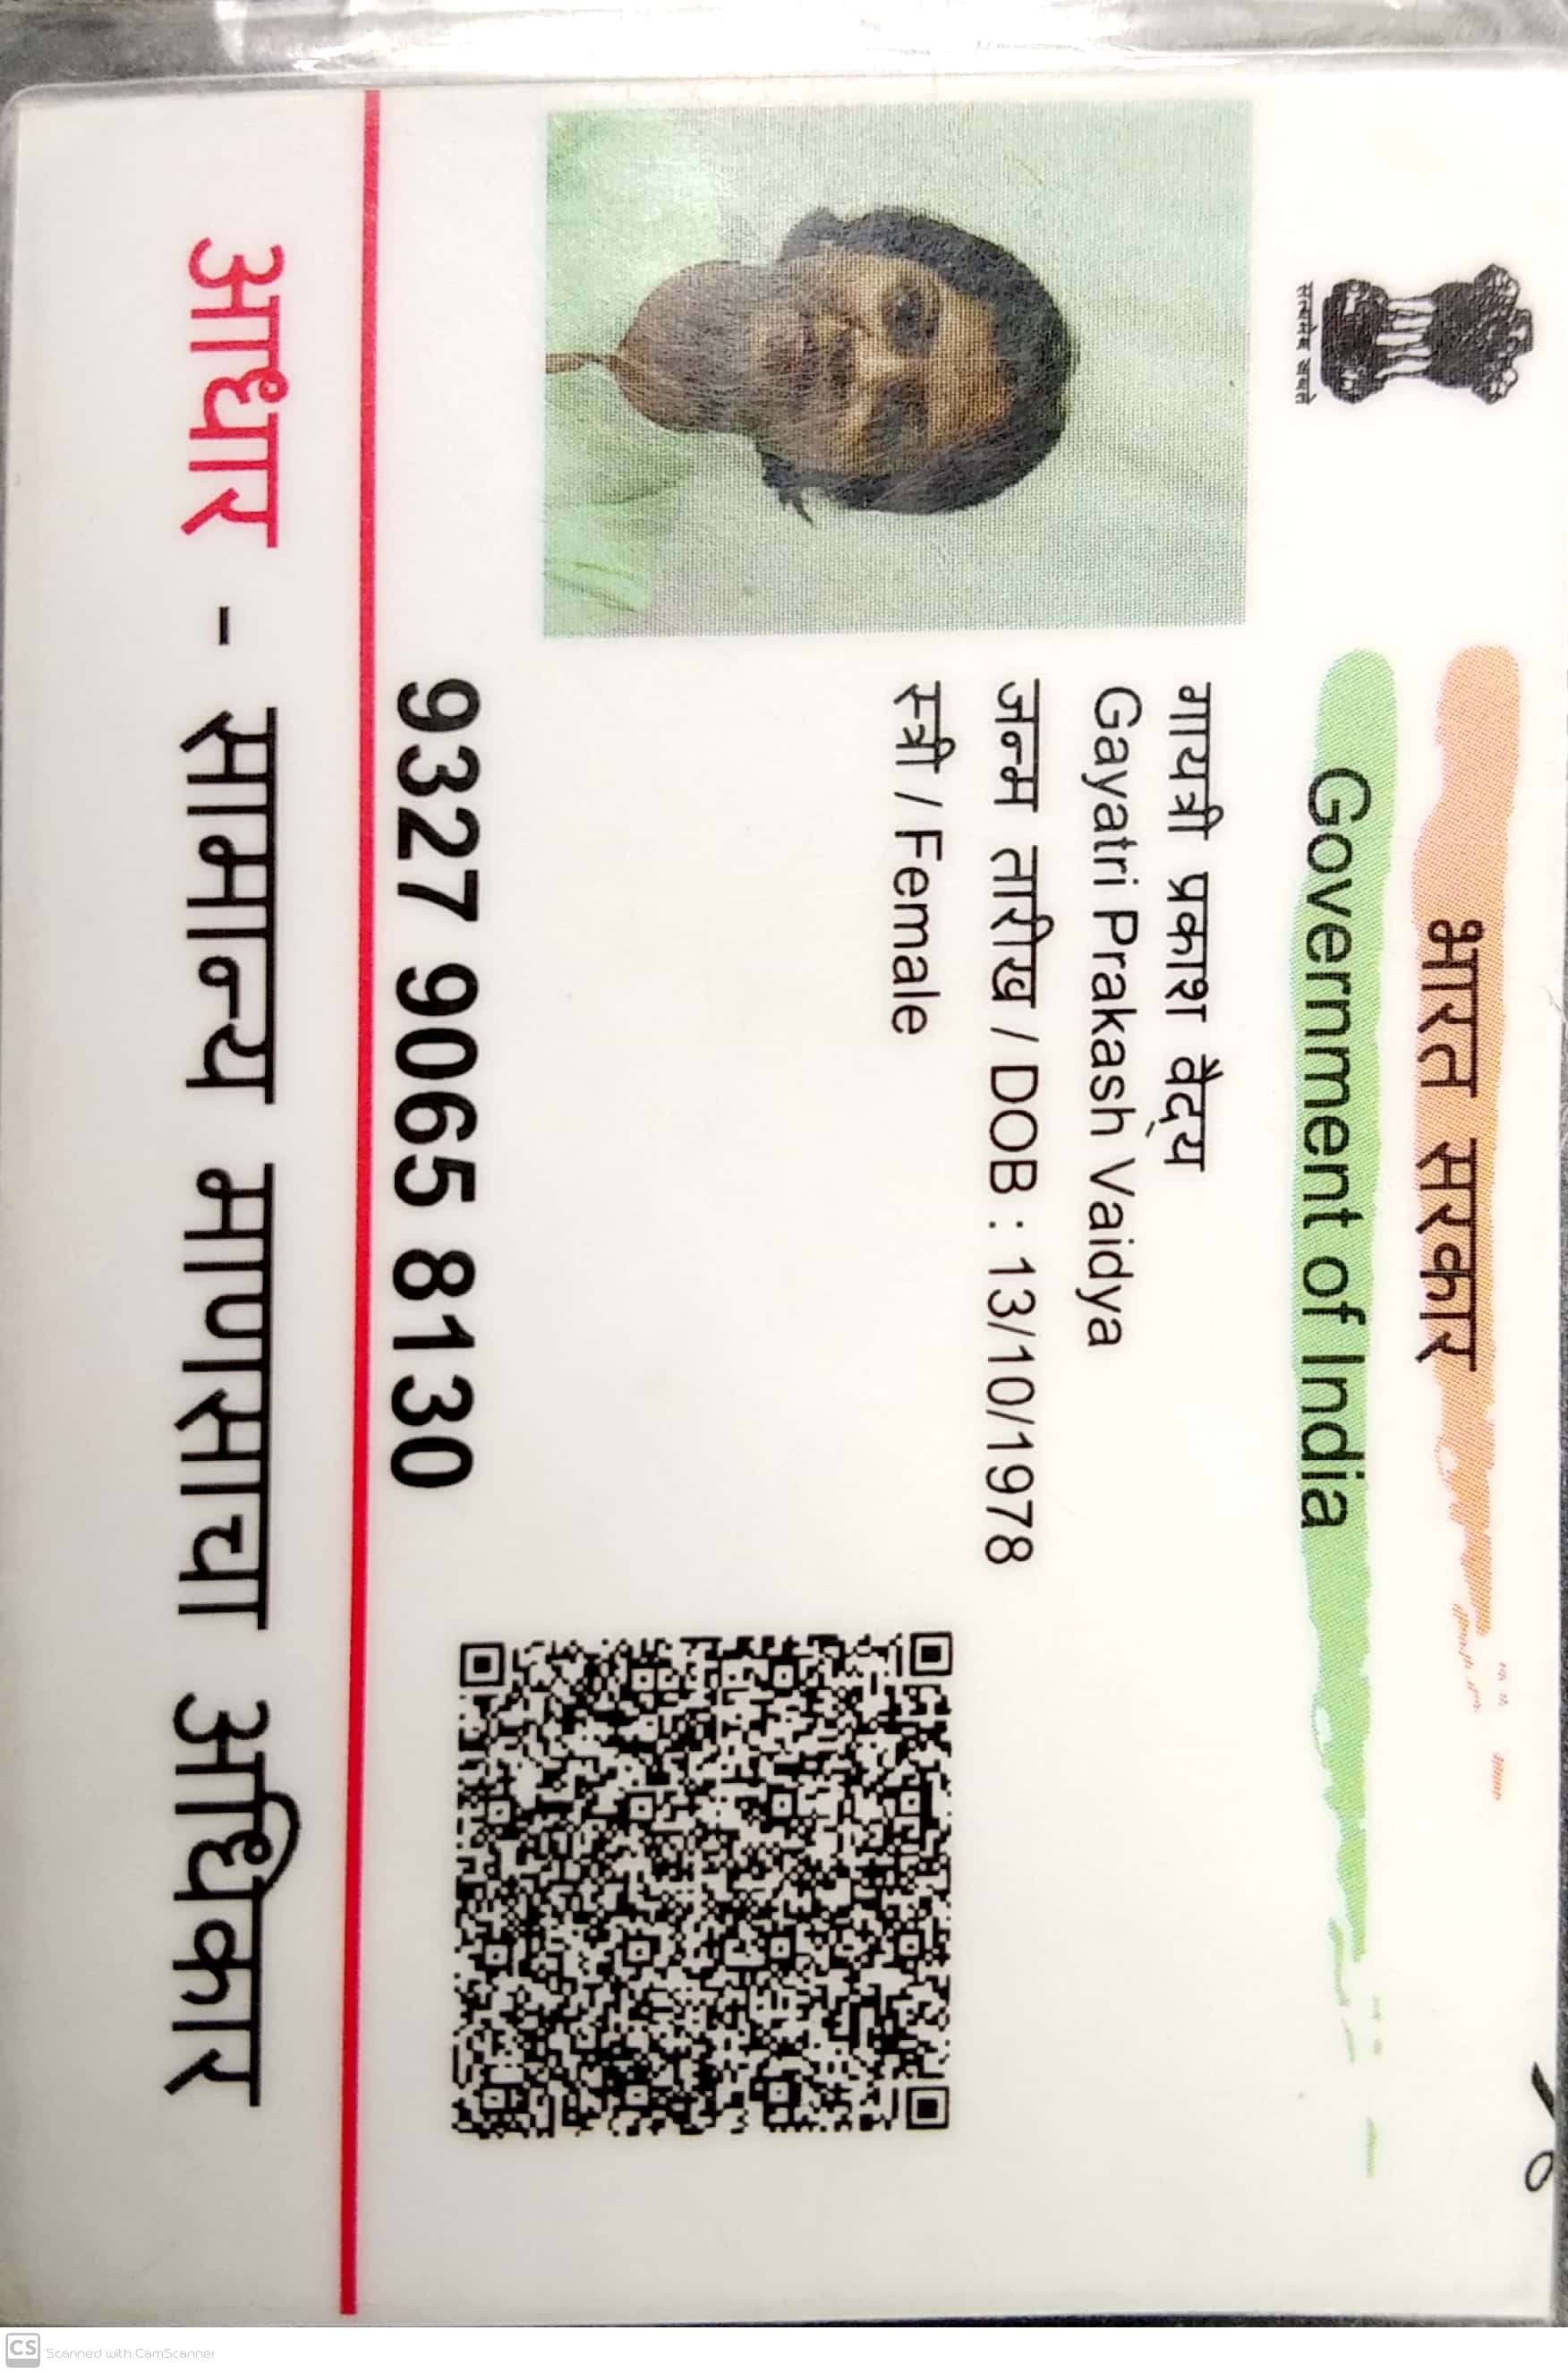 सत्यमेव जयते
भारत सरकार
Government of India
गायत्री प्रकाश वैद्य
Gayatri Prakash Vaidya
जन्म तारीख / DOB : 13/10/1978
स्त्री / Female
9327 9065 8130
आधार - सामान्य माणसाचा अधिकार
CS Scanned with CamScanner